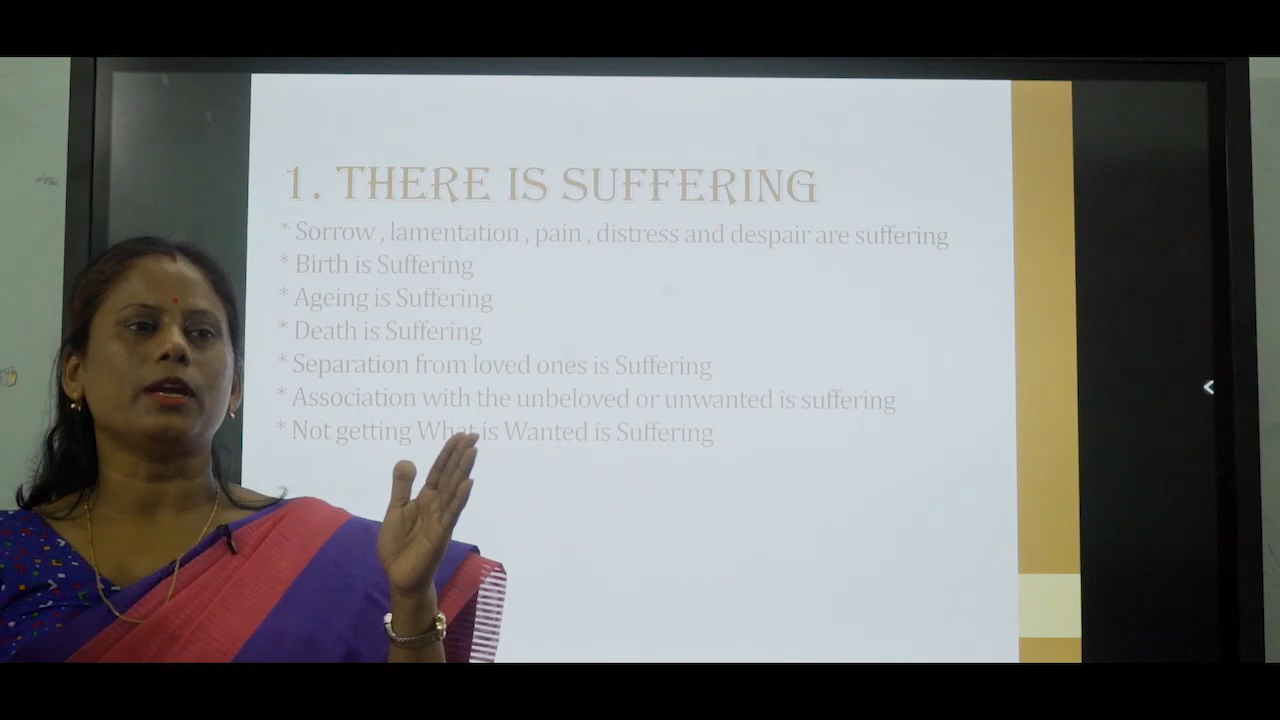 1. THERE IS SUFFERING
* Sorrow , lamentation , pain , distress and despair are suffering
* Birth is Suffering
* Ageing is Suffering
* Death is Suffering
* Separation from loved ones is Suffering
* Association with the unbeloved or unwanted is suffering
* Not getting What is Wanted is Suffering